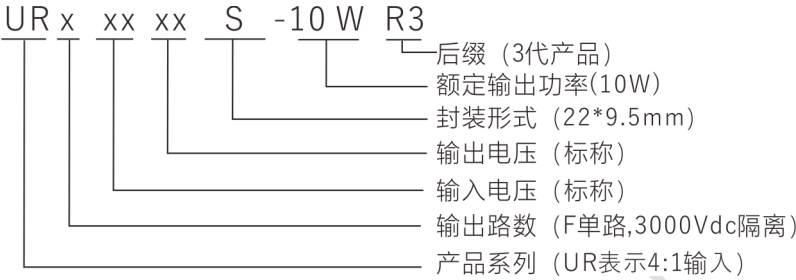 UR x xx xx S -10W R3
后缀（3代产品）
额定输出功率(10W)
封装形式（22*9.5mm）
输出电压（标称）
输入电压（标称）
输出路数（F单路,3000Vdc隔离）
产品系列（UR表示4:1输入）